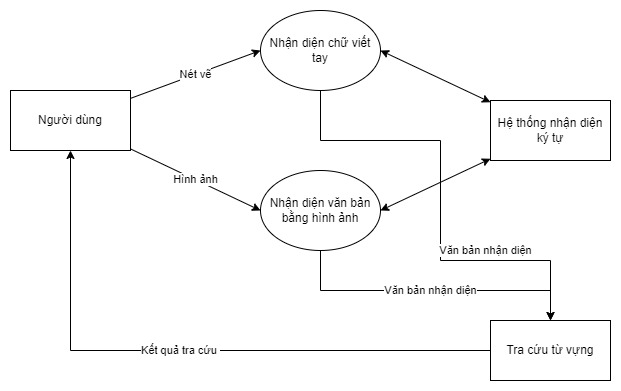 Nhận diện chữ viết
tay
Nét vẽ
Người dùng
Hệ thống nhận diện
ký tự
Hình ảnh
Nhận diện văn bản
bằng hình ảnh
Văn bản nhận diện
Văn bản nhận diện
Kết quả tra cứu
Tra cứu từ vựng